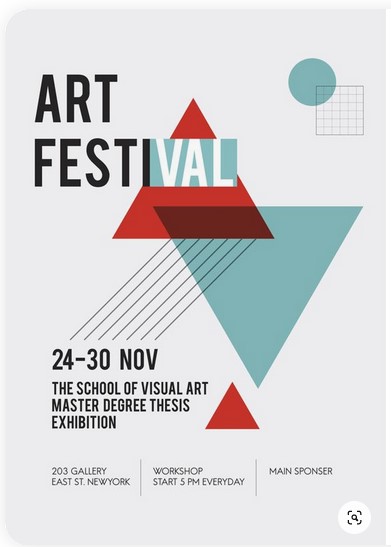 ART
FESTIVAL
24-30 NOV
THE SCHOOL OF VISUAL ART
MASTER DEGREE THESIS
EXHIBITION
203 GALLERY
EAST ST. NEWYORK
WORKSHOP
START 5 PM EVERYDAY
MAIN SPONSER